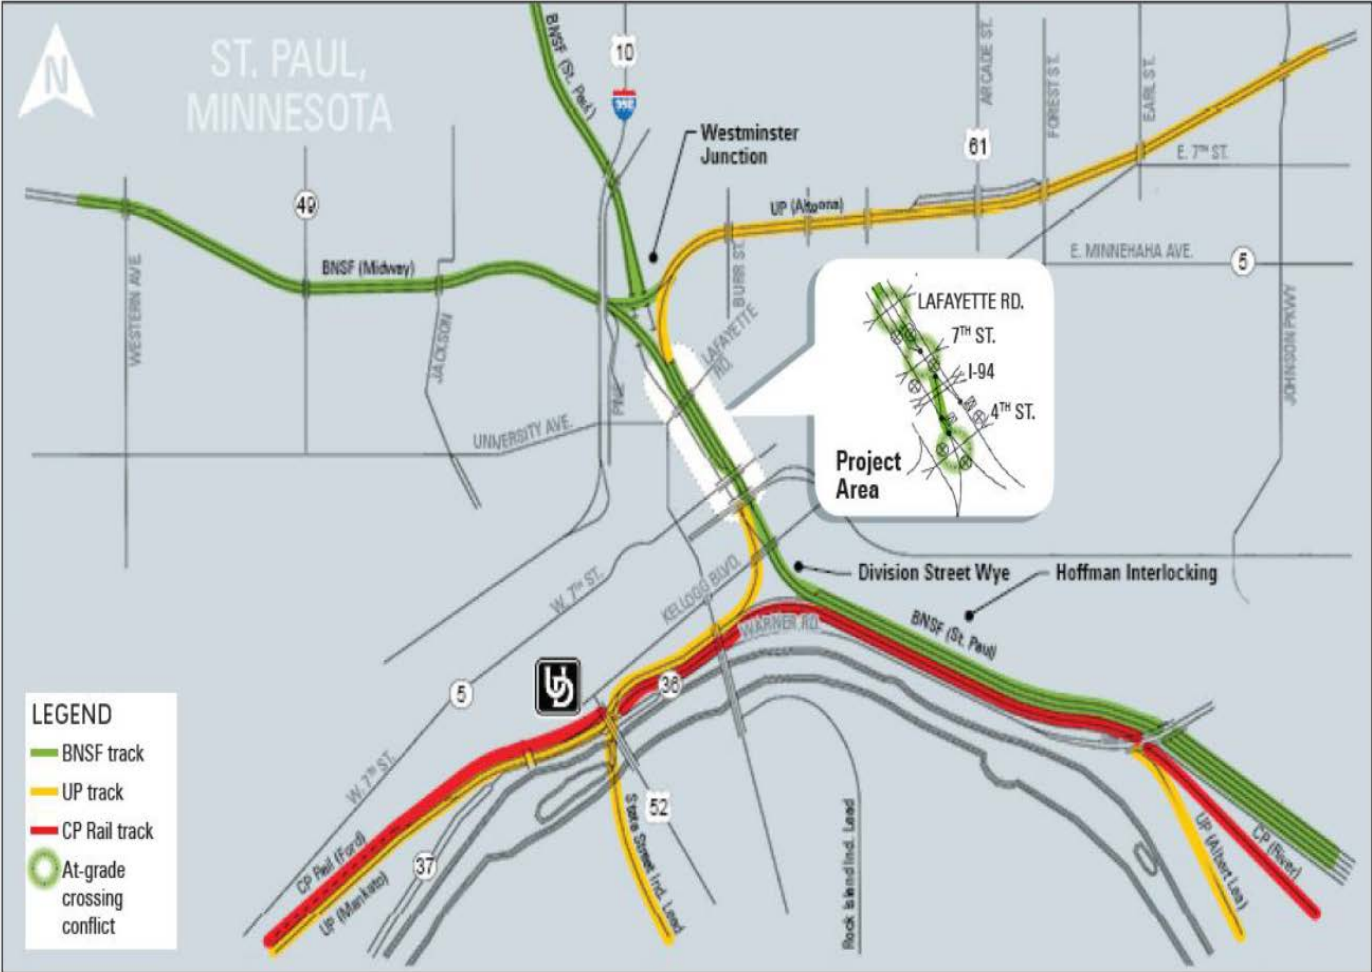 N
ST. PAUL,
MINNESOTA
BNSF (St. Paul)
10
Westminster
Junction
ARCADE ST.
FOREST ST.
EARL ST.
61
E. 7TH ST.
49
UP (Altoona)
BNSF (Midway)
E. MINNEHAHA AVE.
5
WESTERN AVE.
JACKSON
BURR ST.
LAFAYETTE
RD.
JOHNSON PKWY
LAFAYETTE RD.
7TH ST.
I-94
4TH ST.
Project
Area
PINE
UNIVERSITY AVE.
W. 7TH ST.
KELLOGG BLVD.
Division Street Wye
Hoffman Interlocking
WARNER RD.
BNSF (St. Paul)
UD
36
5
W. 7TH ST.
52
State Street Ind. Lead
Rock Island Ind. Lead
37
CP Rail (Ford)
UP (Mankato)
UP (Albert Lea)
CP (River)
LEGEND
BNSF track
UP track
CP Rail track
At-grade
crossing
conflict